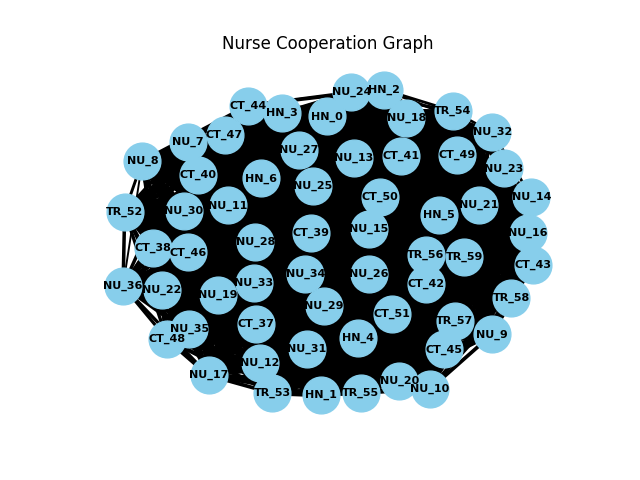 Nurse Cooperation Graph
NU_24
HN_2
CT_44
HN_3
HN_0
NU_18
TR_54
NU_32
CT_47
NU_7
NU_27
NU_13
CT_41
CT_49
NU_8
NU_23
CT_40
HN_6
NU_25
CT_50
NU_14
NU_11
NU_21
TR_52
NU_30
HN_5
CT_39
NU_15
NU_16
NU_28
CT_38
CT_46
TR_56
TR_59
CT_43
NU_34
NU_26
NU_36
NU_22
NU_19
NU_33
CT_42
TR_58
NU_29
CT_51
TR_57
CT_37
NU_35
CT_48
HN_4
NU_9
NU_31
CT_45
NU_12
NU_17
NU_20
NU_10
TR_53
HN_1
TR_55